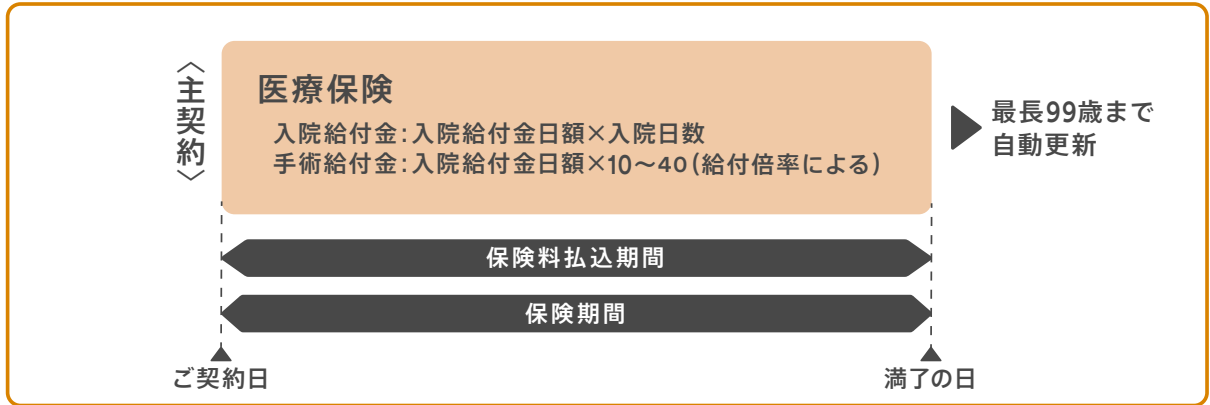 〈主契約〉
医療保険
入院給付金:入院給付金日額×入院日数
手術給付金:入院給付金日額×10〜40(給付倍率による)
最長99歳まで
自動更新
保険料払込期間
保険期間
ご契約日
満了の日